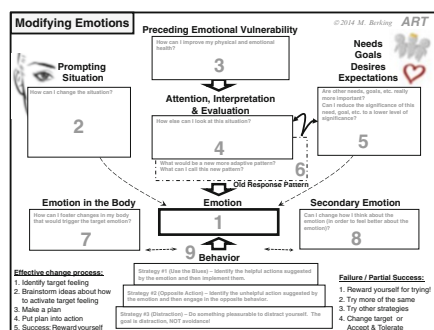 Modifying Emotions
Preceding Emotional Vulnerability
©2014 M. Berking ART
How can I improve my physical and emotional
health?
3
Needs
Goals
Desires
Expectations
Prompting
Situation
How can I change the situation?
2
Attention, Interpretation
& Evaluation
How else can I look at this situation?
4
Are other needs, goals, etc. really
more important?
Can I reduce the significance of this
need, goal, etc. to a lower level of
significance?
5
What would be a new more adaptive pattern?
What can I call this new pattern?
6
Old Response Pattern
Emotion in the Body
How can I foster changes in my body
that would trigger the target emotion?
7
Emotion
1
Secondary Emotion
Can I change how I think about the
emotion (in order to feel better about the
emotion)?
8
9
Behavior
Effective change process:
1. Identify target feeling
2. Brainstorm ideas about how
to activate target feeling
3. Make a plan
4. Put plan into action
5. Success: Reward yourself
Strategy #1 (Use the Blues) – Identify the helpful actions suggested
by the emotion and then implement them.
Strategy #2 (Opposite Action) – Identify the unhelpful action suggested by
the emotion and then engage in the opposite behavior.
Strategy #3 (Distraction) – Do something pleasurable to distract yourself. The
goal is distraction, NOT avoidance!
Failure / Partial Success:
1. Reward yourself for trying!
2. Try more of the same
3. Try other strategies
4. Change target or
Accept & Tolerate